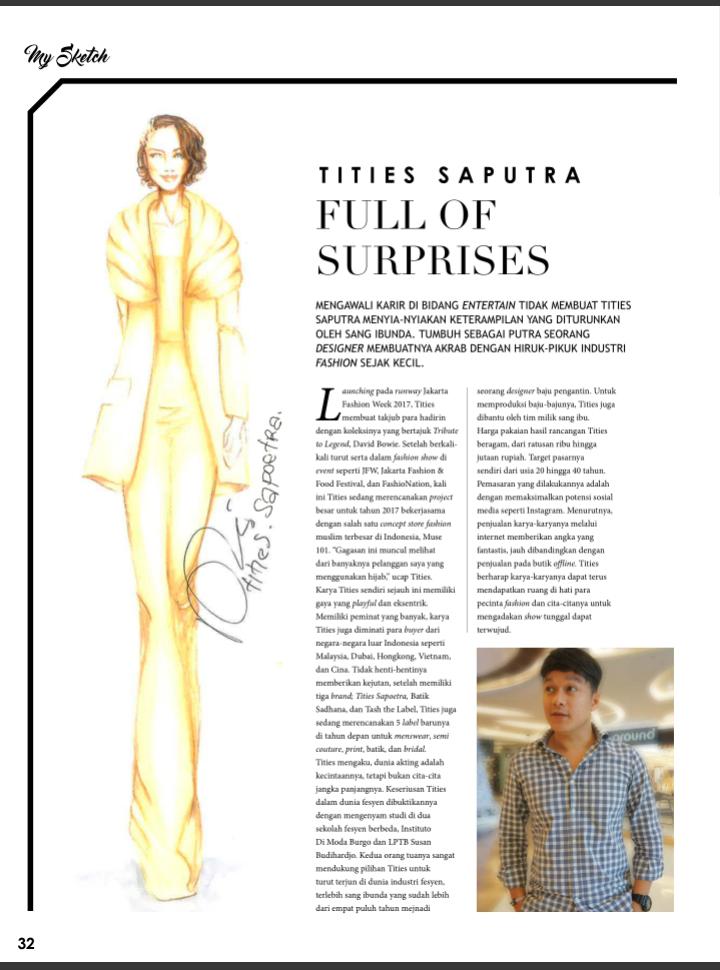 My Sketch
TITIES SAPUTRA
FULL OF
SURPRISES
MENGAWALI KARIR DI BIDANG ENTERTAIN TIDAK MEMBUAT TITIES
SAPUTRA MENYIA-NYIAKAN KETERAMPILAN YANG DITURUNKAN
OLEH SANG IBUNDA. TUMBUH SEBAGAI PUTRA SEORANG
DESIGNER MEMBUATNYA AKRAB DENGAN HIRUK-PIKUK INDUSTRI
FASHION SEJAK KECIL.
Launching pada runway Jakarta
Fashion Week 2017, Tities
membuat takjub para hadirin
dengan koleksinya yang bertajuk Tribute
to Legend, David Bowie. Setelah berkali-
kali turut serta dalam fashion show di
event seperti JFW, Jakarta Fashion &
Food Festival, dan FashioNation, kali
ini Tities sedang merencanakan project
besar untuk tahun 2017 bekerjasama
dengan salah satu concept store fashion
muslim terbesar di Indonesia, Muse
101. “Gagasan ini muncul melihat
dari banyaknya pelanggan saya yang
menggunakan hijab,” ucap Tities.
Karya Tities sendiri sejauh ini memiliki
gaya yang playful dan eksentrik.
Memiliki peminat yang banyak, karya
Tities juga diminati para buyer dari
negara-negara luar Indonesia seperti
Malaysia, Dubai, Hongkong, Vietnam,
dan Cina. Tidak henti-hentinya
memberikan kejutan, setelah memiliki
tiga brand; Tities Sapoetra, Batik
Sadhana, dan Tash the Label, Tities juga
sedang merencanakan 5 label barunya
di tahun depan untuk menswear, semi
couture, print, batik, dan bridal.
Tities mengaku, dunia akting adalah
kecintaannya, tetapi bukan cita-cita
jangka panjangnya. Keseriusan Tities
dalam dunia fesyen dibuktikannya
dengan mengenyam studi di dua
sekolah fesyen berbeda, Instituto
Di Moda Burgo dan LPTB Susan
Budihardjo. Kedua orang tuanya sangat
mendukung pilihan Tities untuk
turut terjun di dunia industri fesyen,
terlebih sang ibunda yang sudah lebih
dari empat puluh tahun mejnadi
seorang designer baju pengantin. Untuk
memproduksi baju-bajunya, Tities juga
dibantu oleh tim milik sang ibu.
Harga pakaian hasil rancangan Tities
beragam, dari ratusan ribu hingga
jutaan rupiah. Target pasarnya
sendiri dari usia 20 hingga 40 tahun.
Pemasaran yang dilakukannya adalah
dengan memaksimalkan potensi sosial
media seperti Instagram. Menurutnya,
penjualan karya-karyanya melalui
internet memberikan angka yang
fantastis, jauh dibandingkan dengan
penjualan pada butik offline. Tities
berharap karya-karyanya dapat terus
mendapatkan ruang di hati para
pecinta fashion dan cita-citanya untuk
mengadakan show tunggal dapat
terwujud.
tities. Sapoetra.
around
32